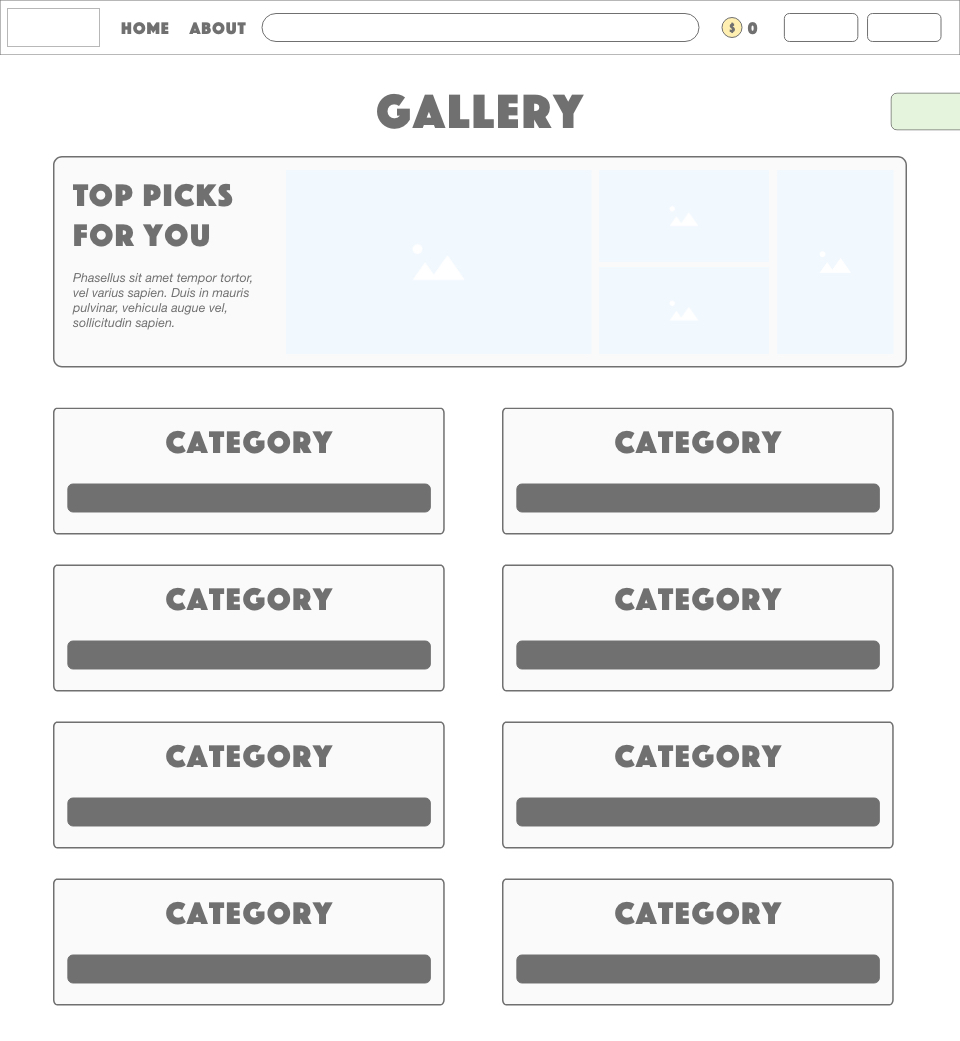 HOME ABOUT $ 0
GALLERY
TOP PICKS
FOR YOU
Phasellus sit amet tempor tortor,
vel varius sapien. Duis in mauris
pulvinar, vehicula augue vel,
sollicitudin sapien.
CATEGORY
CATEGORY
CATEGORY
CATEGORY
CATEGORY
CATEGORY
CATEGORY
CATEGORY